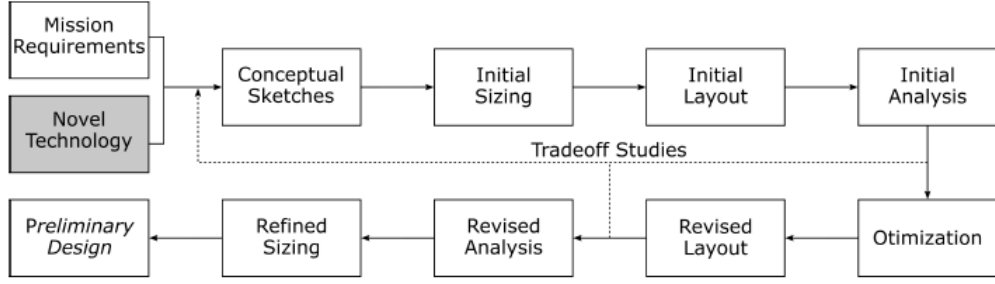 Mission
Requirements
Novel
Technology
Conceptual
Sketches
Initial
Sizing
Initial
Layout
Initial
Analysis
Tradeoff Studies
Preliminary
Design
Refined
Sizing
Revised
Analysis
Revised
Layout
Otimization